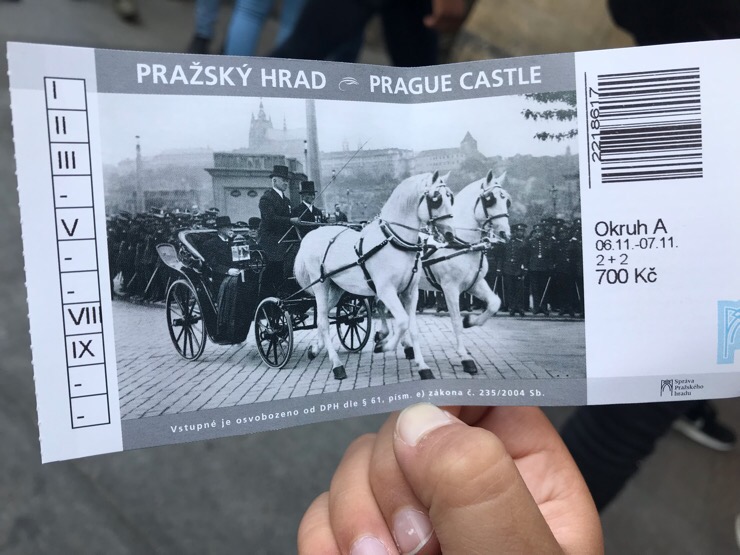 PRAŽSKÝ HRAD PRAGUE CASTLE
I
II
III
-
V
-
-
VIII
IX
-
-
2218617
Okruh A
06.11.-07.11.
2 + 2
700 Kč
Správa
Pražského
hradu
Vstupné je osvobozeno od DPH dle § 61, písm. e) zákona č. 235/2004 Sb.